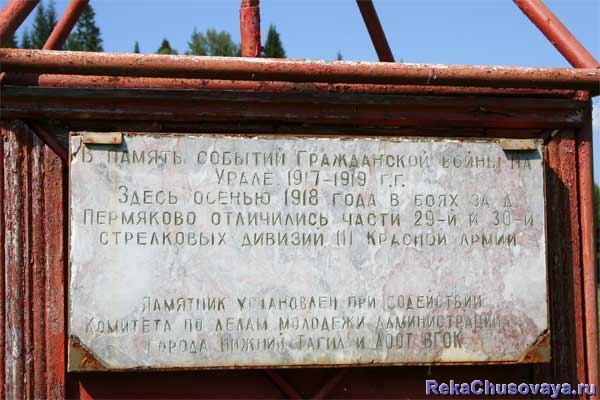 В ПАМЯТЬ СОБЫТИЙ ГРАЖДАНСКОЙ ВОЙНЫ НА
УРАЛЕ 1917-1919 Г.Г.
ЗДЕСЬ ОСЕНЬЮ 1918 ГОДА В БОЯХ ЗА Д.
ПЕРМЯКОВО ОТЛИЧИЛИСЬ ЧАСТИ 29-Й И 30-Й
СТРЕЛКОВЫХ ДИВИЗИЙ III КРАСНОЙ АРМИИ
ПАМЯТНИК УСТАНОВЛЕН ПРИ СОДЕЙСТВИИ
КОМИТЕТА ПО ДЕЛАМ МОЛОДЕЖИ АДМИНИСТРАЦИИ
ГОРОДА НИЖНИЙ ТАГИЛ И АООТ ВГОК
RekaChusovaya.ru